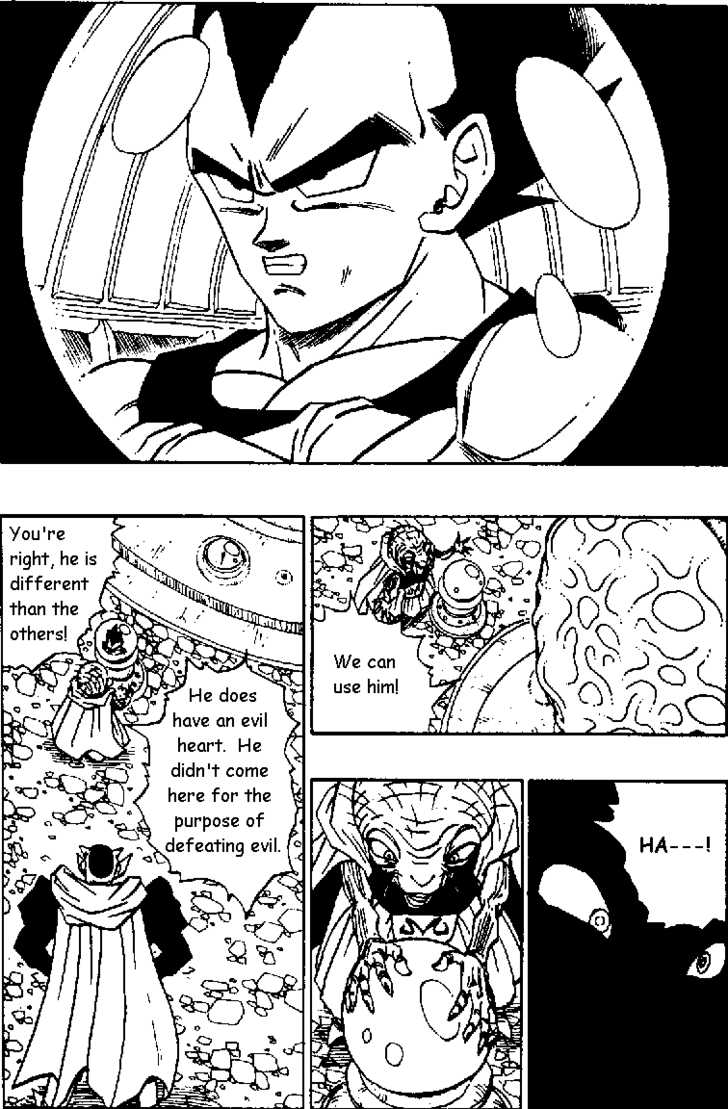 You're
right, he is
different
than the
others!
He does
have an evil
heart. He
didn't come
here for the
purpose of
defeating evil.
We can
use him!
HA---!